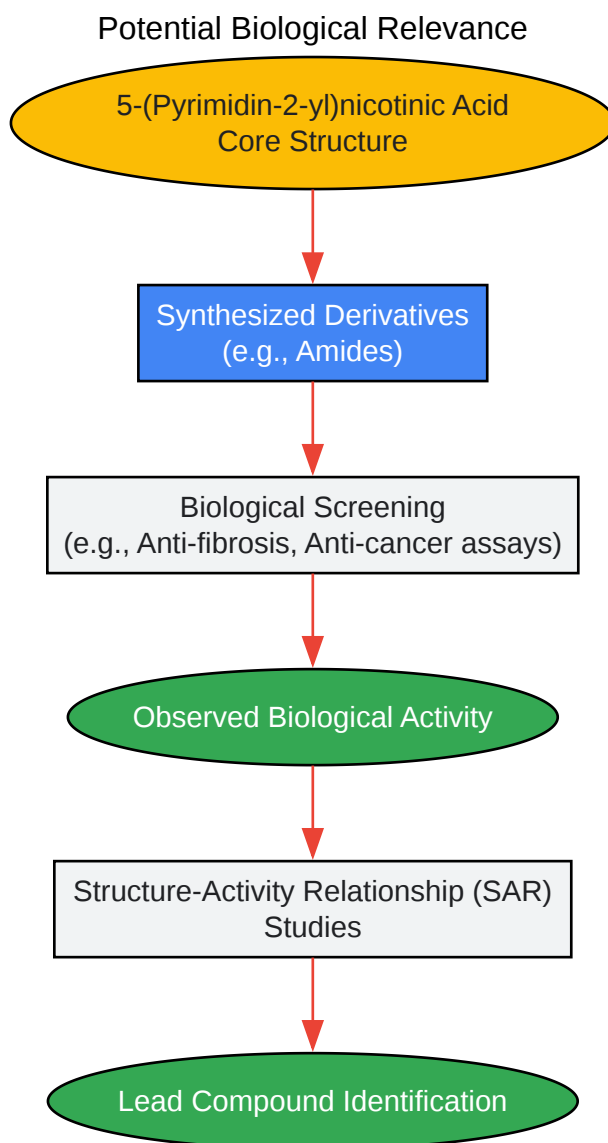 Potential Biological Relevance
5-(Pyrimidin-2-yl)nicotinic Acid
Core Structure
Synthesized Derivatives
(e.g., Amides)
Biological Screening
(e.g., Anti-fibrosis, Anti-cancer assays)
Observed Biological Activity
Structure-Activity Relationship (SAR)
Studies
Lead Compound Identification